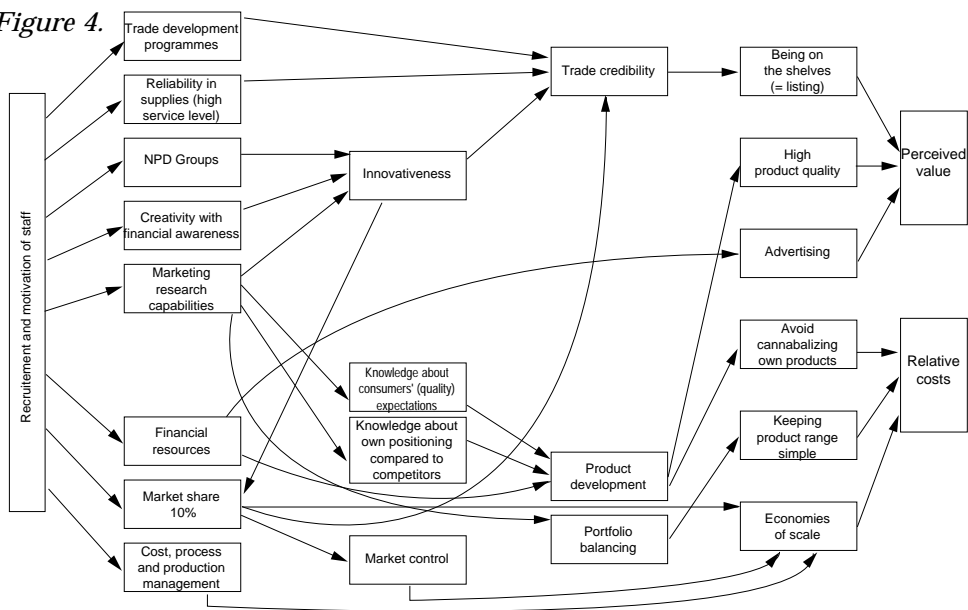 Figure 4.
Recruitement and motivation of staff
Trade development
programmes
Reliability in
supplies (high
service level)
NPD Groups
Creativity with
financial awareness
Marketing
research
capabilities
Financial
resources
Market share
10%
Cost, process
and production
management
Innovativeness
Knowledge about
consumers' (quality)
expectations
Knowledge about
own positioning
compared to
competitors
Market control
Trade credibility
Product
development
Portfolio
balancing
Being on
the shelves
(= listing)
High
product quality
Advertising
Avoid
cannabalizing
own products
Keeping
product range
simple
Economies
of scale
Perceived
value
Relative
costs